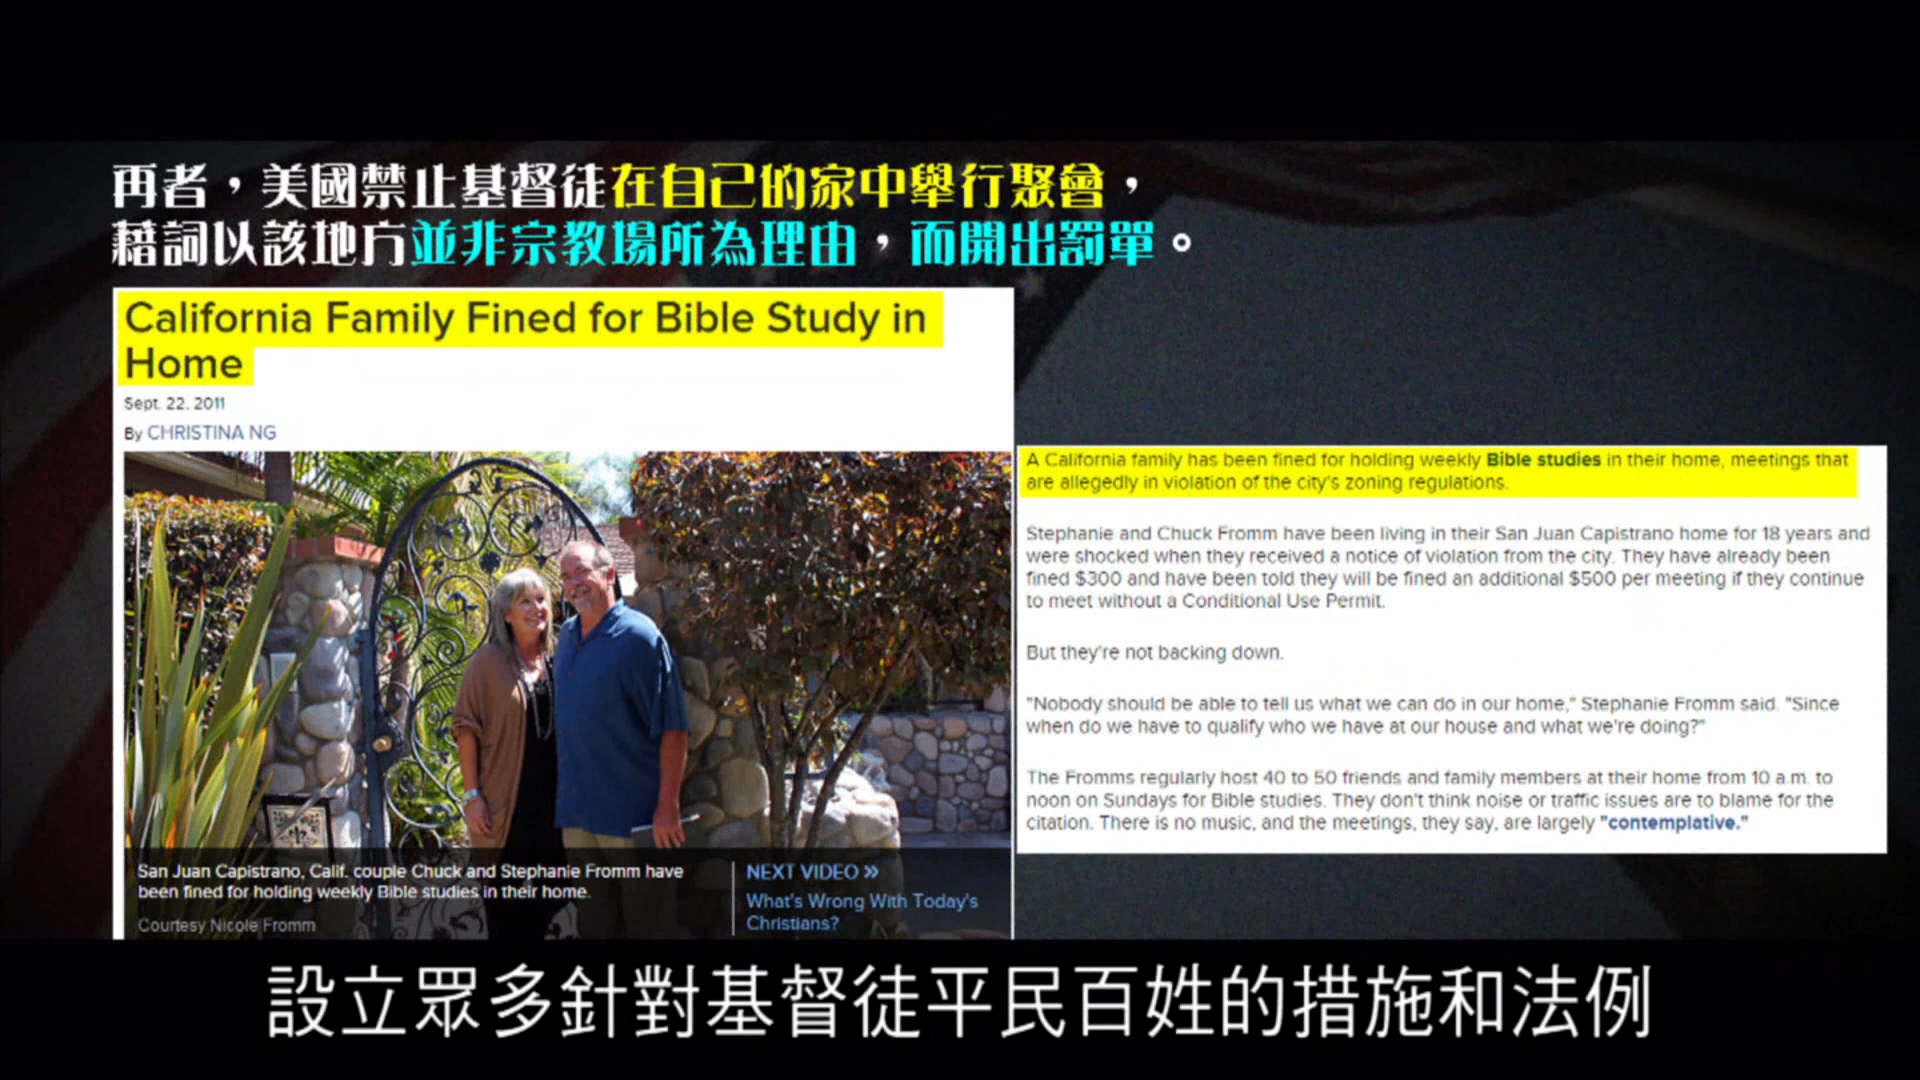 再者，美國禁止基督徒在自己的家中舉行聚會，
藉詞以該地方並非宗教場所為理由，而開出罰單。
California Family Fined for Bible Study in
Home
Sept. 22, 2011
By CHRISTINA NG
San Juan Capistrano, Calif. couple Chuck and Stephanie Fromm have
been fined for holding weekly Bible studies in their home.
Courtesy Nicole Fromm
NEXT VIDEO »
What's Wrong With Today's
Christians?
A California family has been fined for holding weekly Bible studies in their home, meetings that
are allegedly in violation of the city's zoning regulations.
Stephanie and Chuck Fromm have been living in their San Juan Capistrano home for 18 years and
were shocked when they received a notice of violation from the city. They have already been
fined $300 and have been told they will be fined an additional $500 per meeting if they continue
to meet without a Conditional Use Permit.
But they're not backing down.
"Nobody should be able to tell us what we can do in our home," Stephanie Fromm said. "Since
when do we have to qualify who we have at our house and what we're doing?"
The Fromms regularly host 40 to 50 friends and family members at their home from 10 a.m. to
noon on Sundays for Bible studies. They don't think noise or traffic issues are to blame for the
citation. There is no music, and the meetings, they say, are largely "contemplative."
設立眾多針對基督徒平民百姓的措施和法例